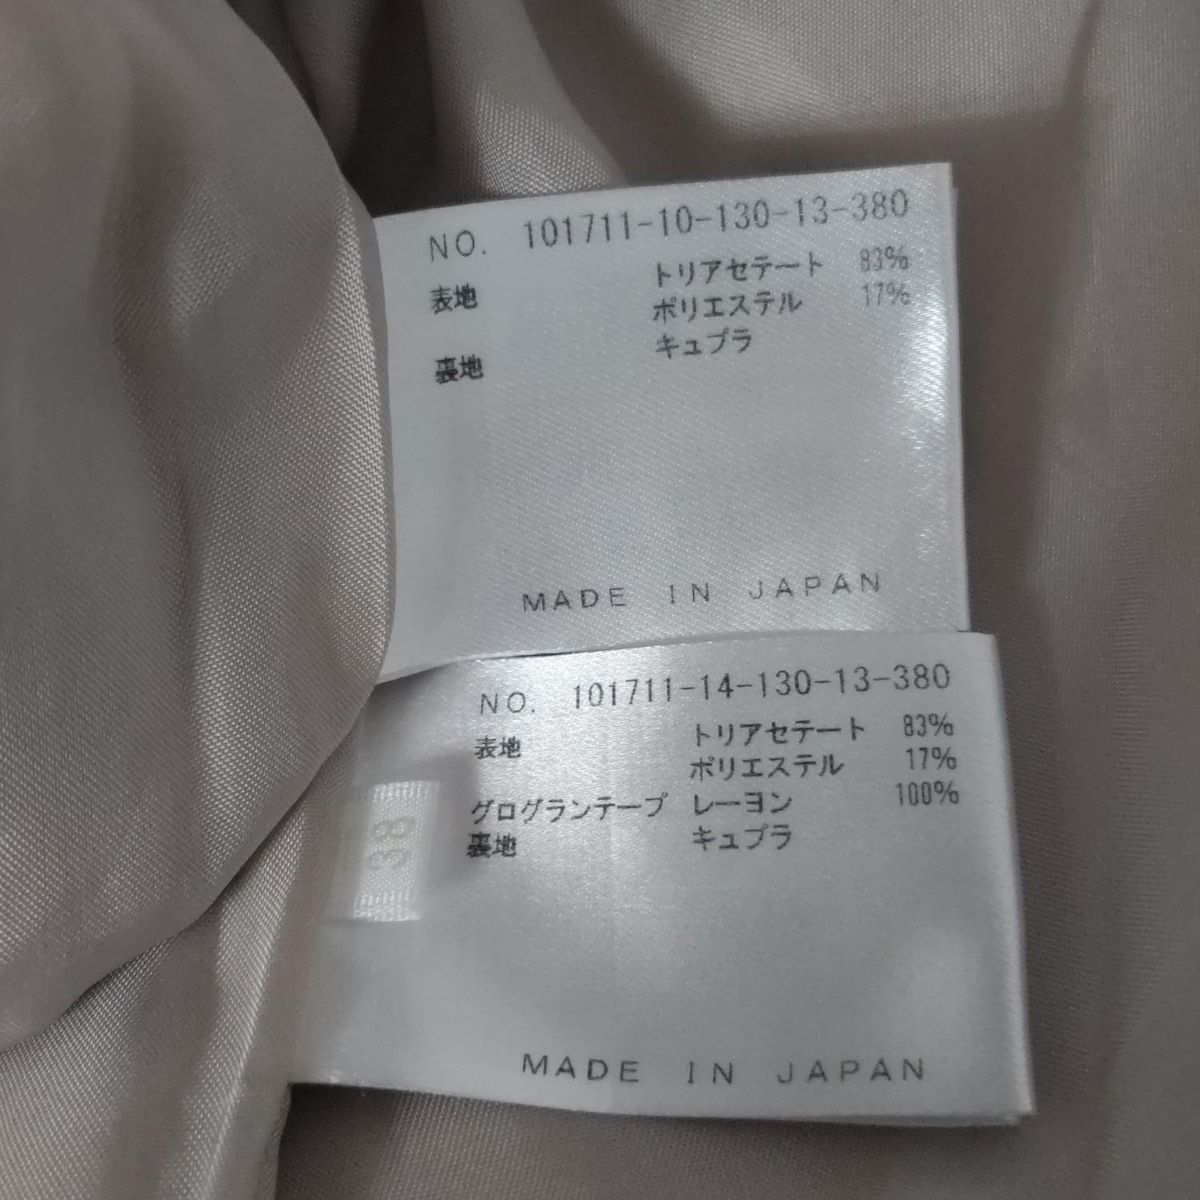 NO. 101711-10-130-13-380
表地 トリアセテート 83%
ポリエステル 17%
裏地 キュプラ
MADE IN JAPAN
NO. 101711-14-130-13-380
表地 トリアセテート 83%
ポリエステル 17%
グログランテープ レーヨン 100%
裏地 キュプラ
MADE IN JAPAN
38